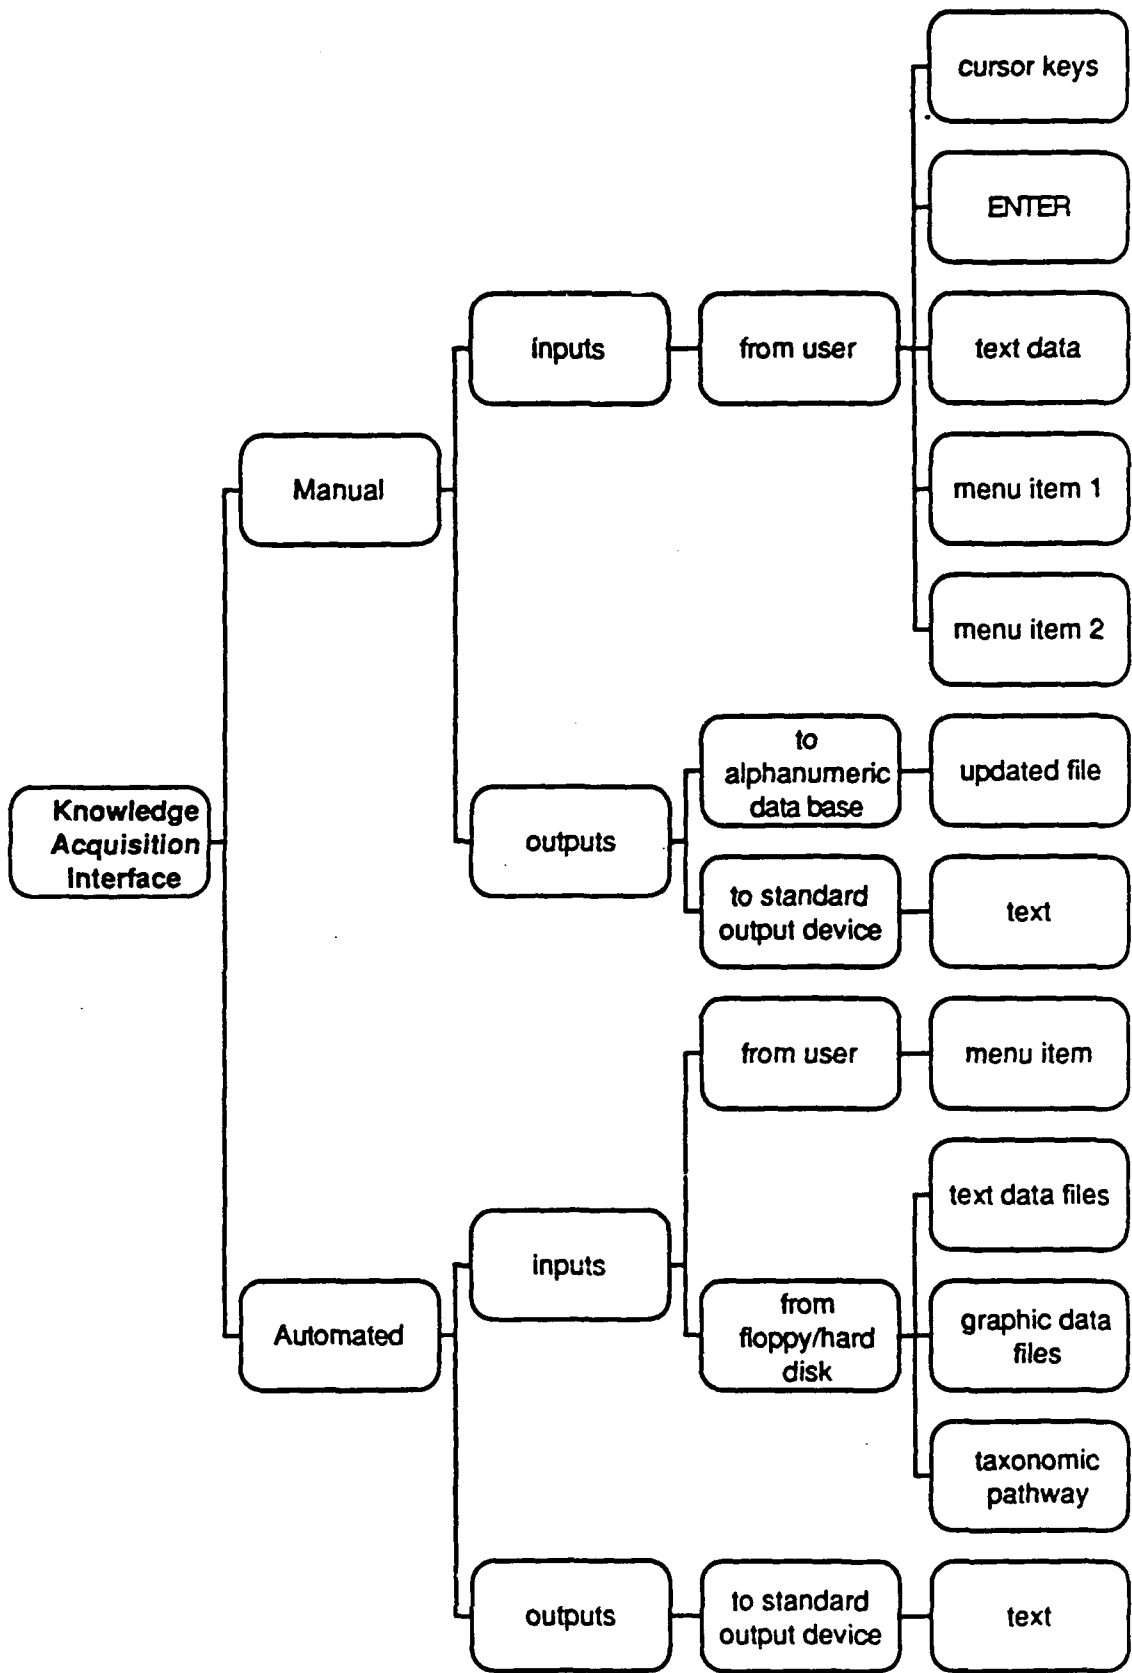 cursor keys
ENTER
inputs
from user
text data
Manual
menu item 1
menu item 2
to
alphanumeric
data base
updated file
Knowledge
Acquisition
Interface
outputs
to standard
output device
text
from user
menu item
text data files
inputs
Automated
from
floppy/hard
disk
graphic data
files
taxonomic
pathway
outputs
to standard
output device
text